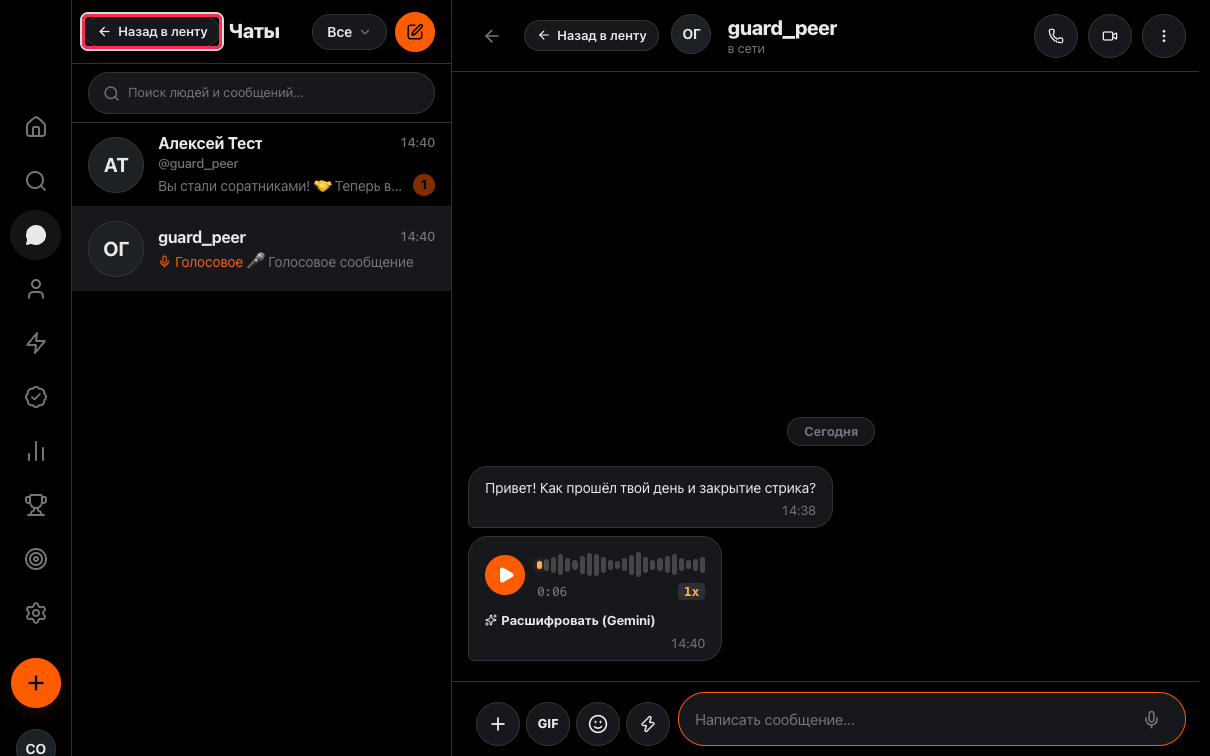 Назад в ленту
Чаты
Все
Поиск людей и сообщений...
Алексей Тест
14:40
@guard_peer
Вы стали соратниками! 🤝 Теперь в...
1
guard_peer
14:40
Голосовое 🎤 Голосовое сообщение
АТ
ОГ
СО
Назад в ленту
ОГ
guard_peer
в сети
Сегодня
Привет! Как прошёл твой день и закрытие стрика?
14:38
0:06
1x
Расшифровать (Gemini)
14:40
GIF
Написать сообщение...